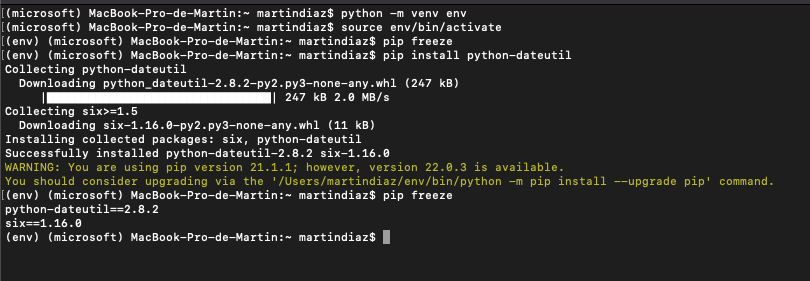 [(microsoft) MacBook-Pro-de-Martin:~ martindiaz$ python -m venv env
[(microsoft) MacBook-Pro-de-Martin:~ martindiaz$ source env/bin/activate
[(env) (microsoft) MacBook-Pro-de-Martin:~ martindiaz$ pip freeze
[(env) (microsoft) MacBook-Pro-de-Martin:~ martindiaz$ pip install python-dateutil
Collecting python-dateutil
  Downloading python_dateutil-2.8.2-py2.py3-none-any.whl (247 kB)
     |████████████████████████████████| 247 kB 2.0 MB/s
Collecting six>=1.5
  Downloading six-1.16.0-py2.py3-none-any.whl (11 kB)
Installing collected packages: six, python-dateutil
Successfully installed python-dateutil-2.8.2 six-1.16.0
WARNING: You are using pip version 21.1.1; however, version 22.0.3 is available.
You should consider upgrading via the '/Users/martindiaz/env/bin/python -m pip install --upgrade pip' command.
[(env) (microsoft) MacBook-Pro-de-Martin:~ martindiaz$ pip freeze
python-dateutil==2.8.2
six==1.16.0
(env) (microsoft) MacBook-Pro-de-Martin:~ martindiaz$